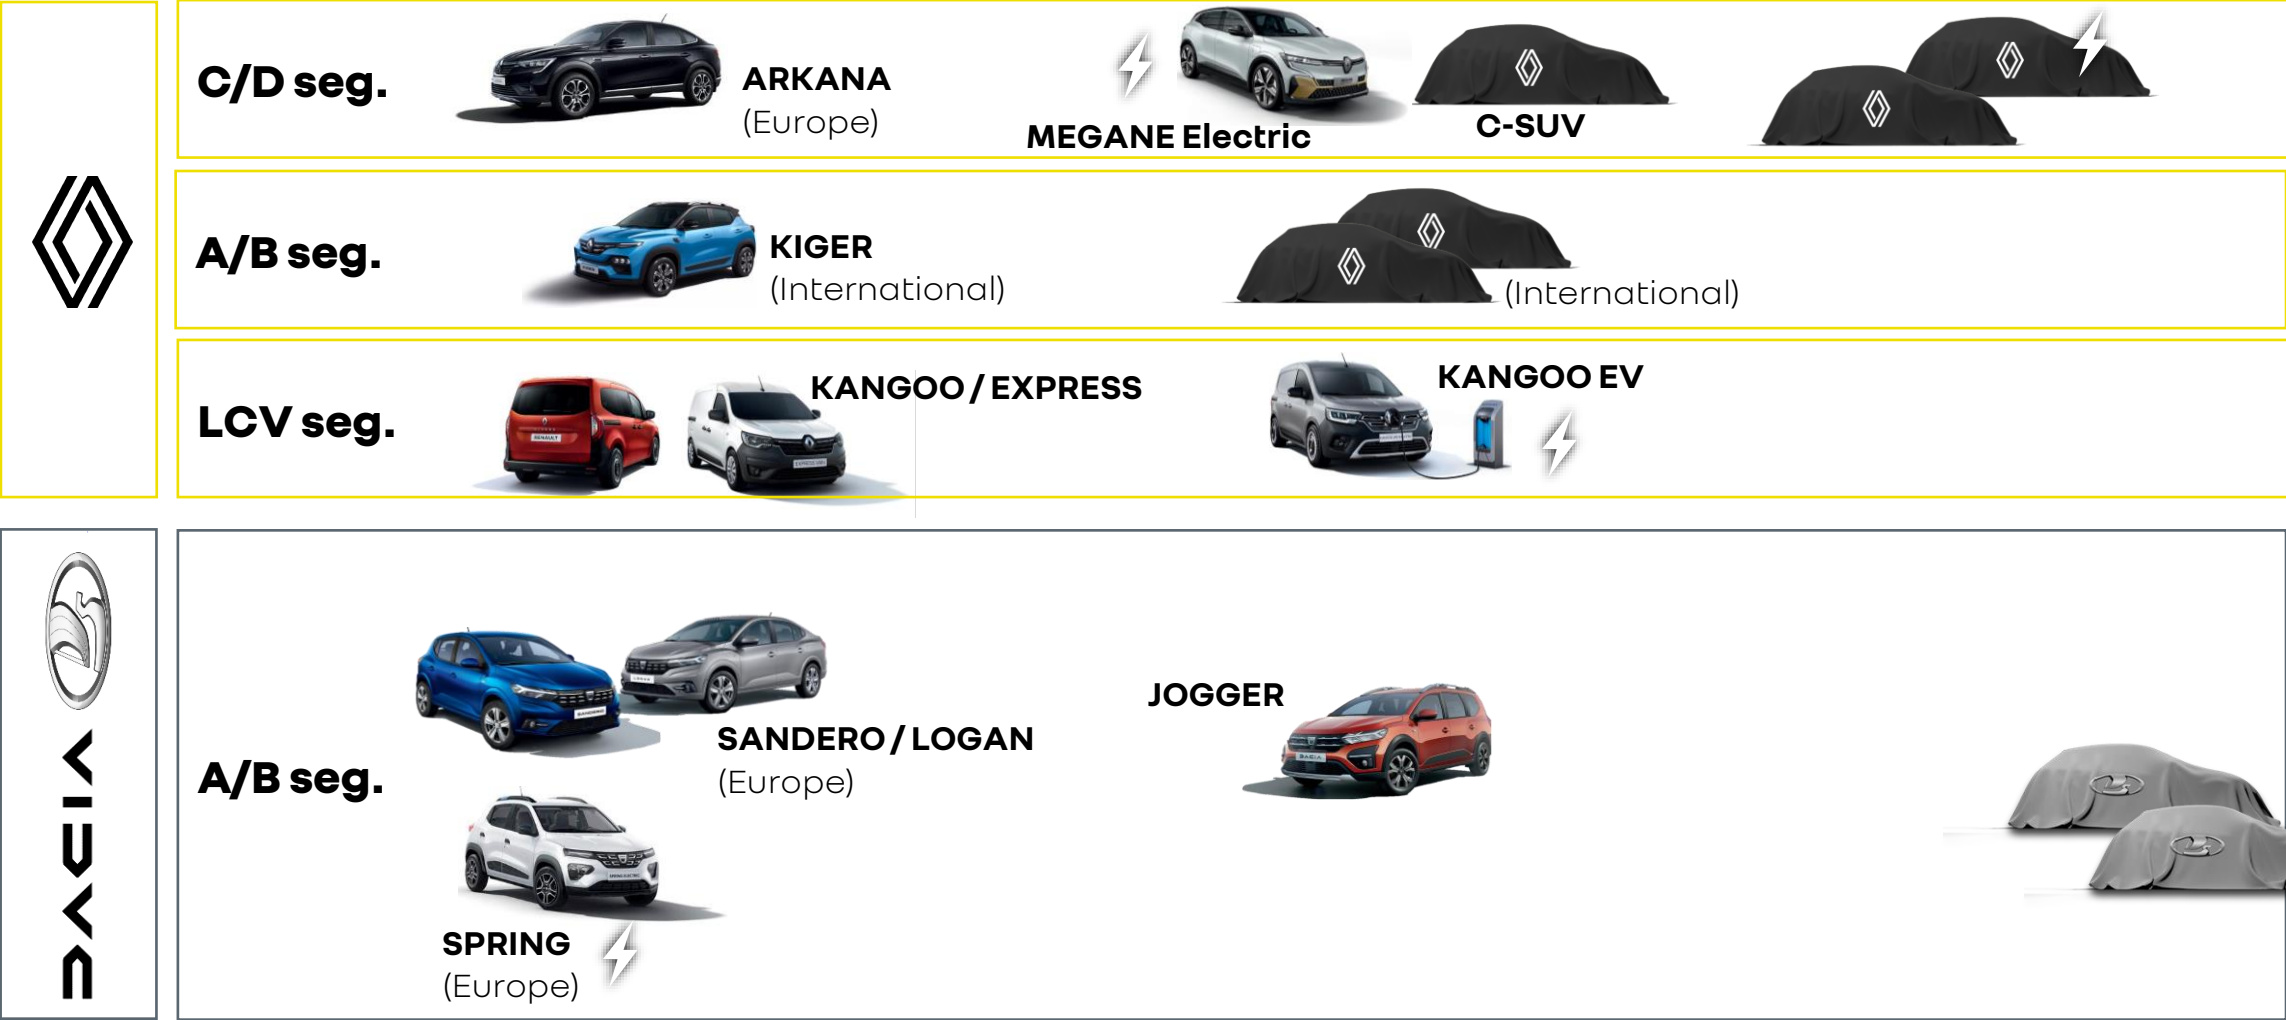 C/D seg.
ARKANA
(Europe)
MEGANE Electric
C-SUV
A/B seg.
KIGER
(International)
(International)
LCV seg.
KANGOO / EXPRESS
KANGOO EV
RENAULT
DACIA
A/B seg.
SANDERO / LOGAN
(Europe)
JOGGER
SPRING
(Europe)